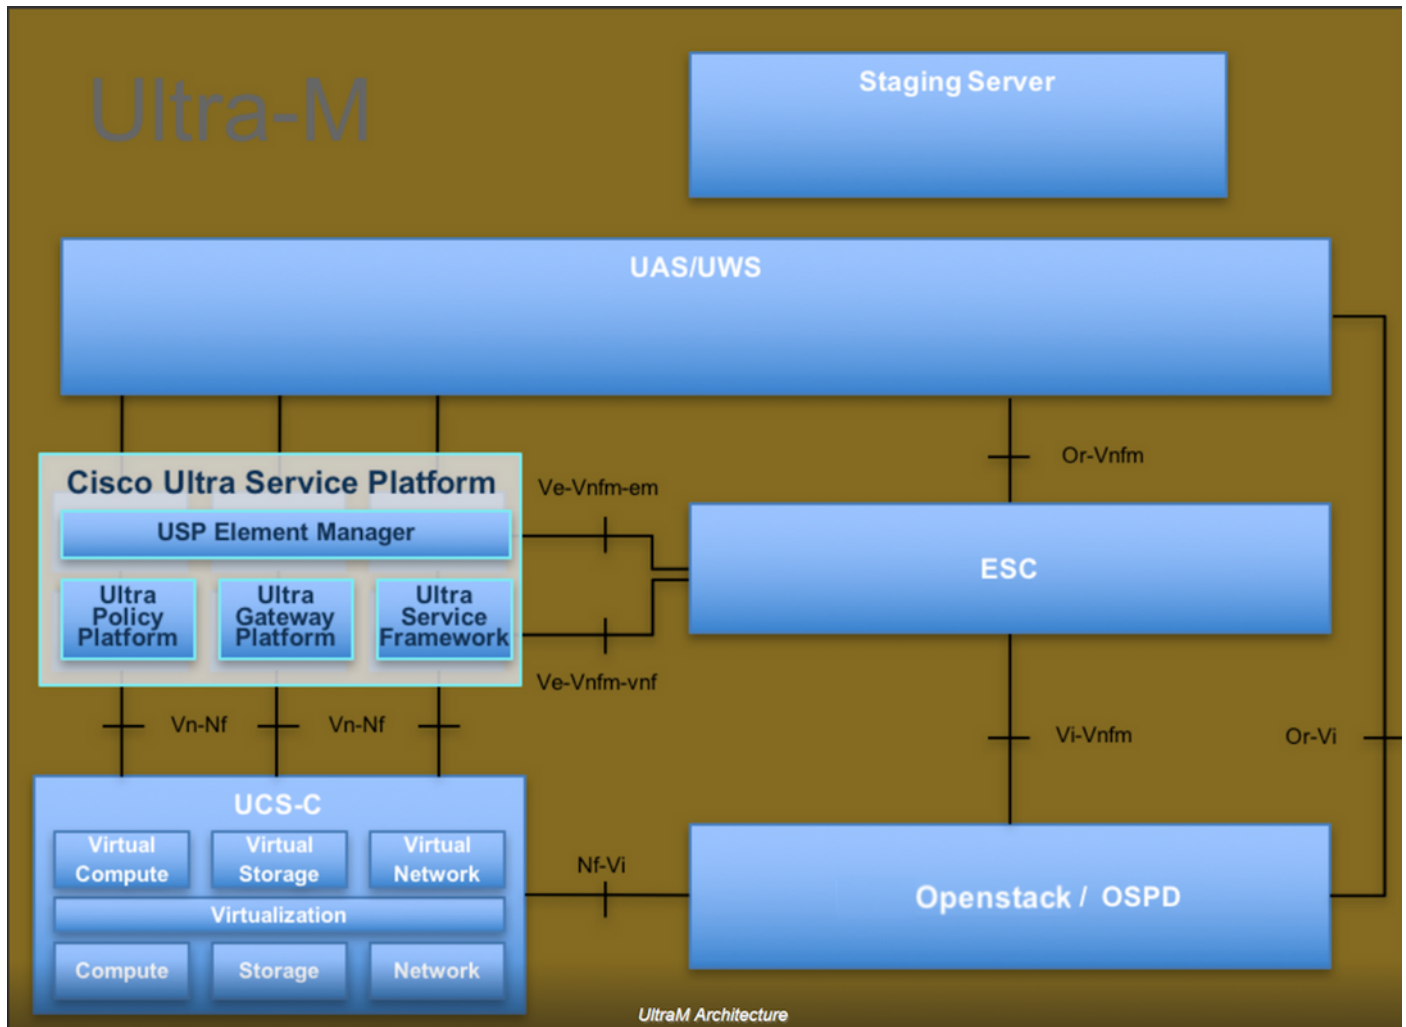 Ultra-M
Staging Server
UAS/UWS
Or-Vnfm
Cisco Ultra Service Platform
Ve-Vnfm-em
USP Element Manager
ESC
Ultra
Policy
Platform
Ultra
Gateway
Platform
Ultra
Service
Framework
Ve-Vnfm-vnf
Vn-Nf
Vn-Nf
Vi-Vnfm
Or-Vi
UCS-C
Virtual
Compute
Virtual
Storage
Virtual
Network
Nf-Vi
Openstack / OSPD
Virtualization
Compute
Storage
Network
UltraM Architecture